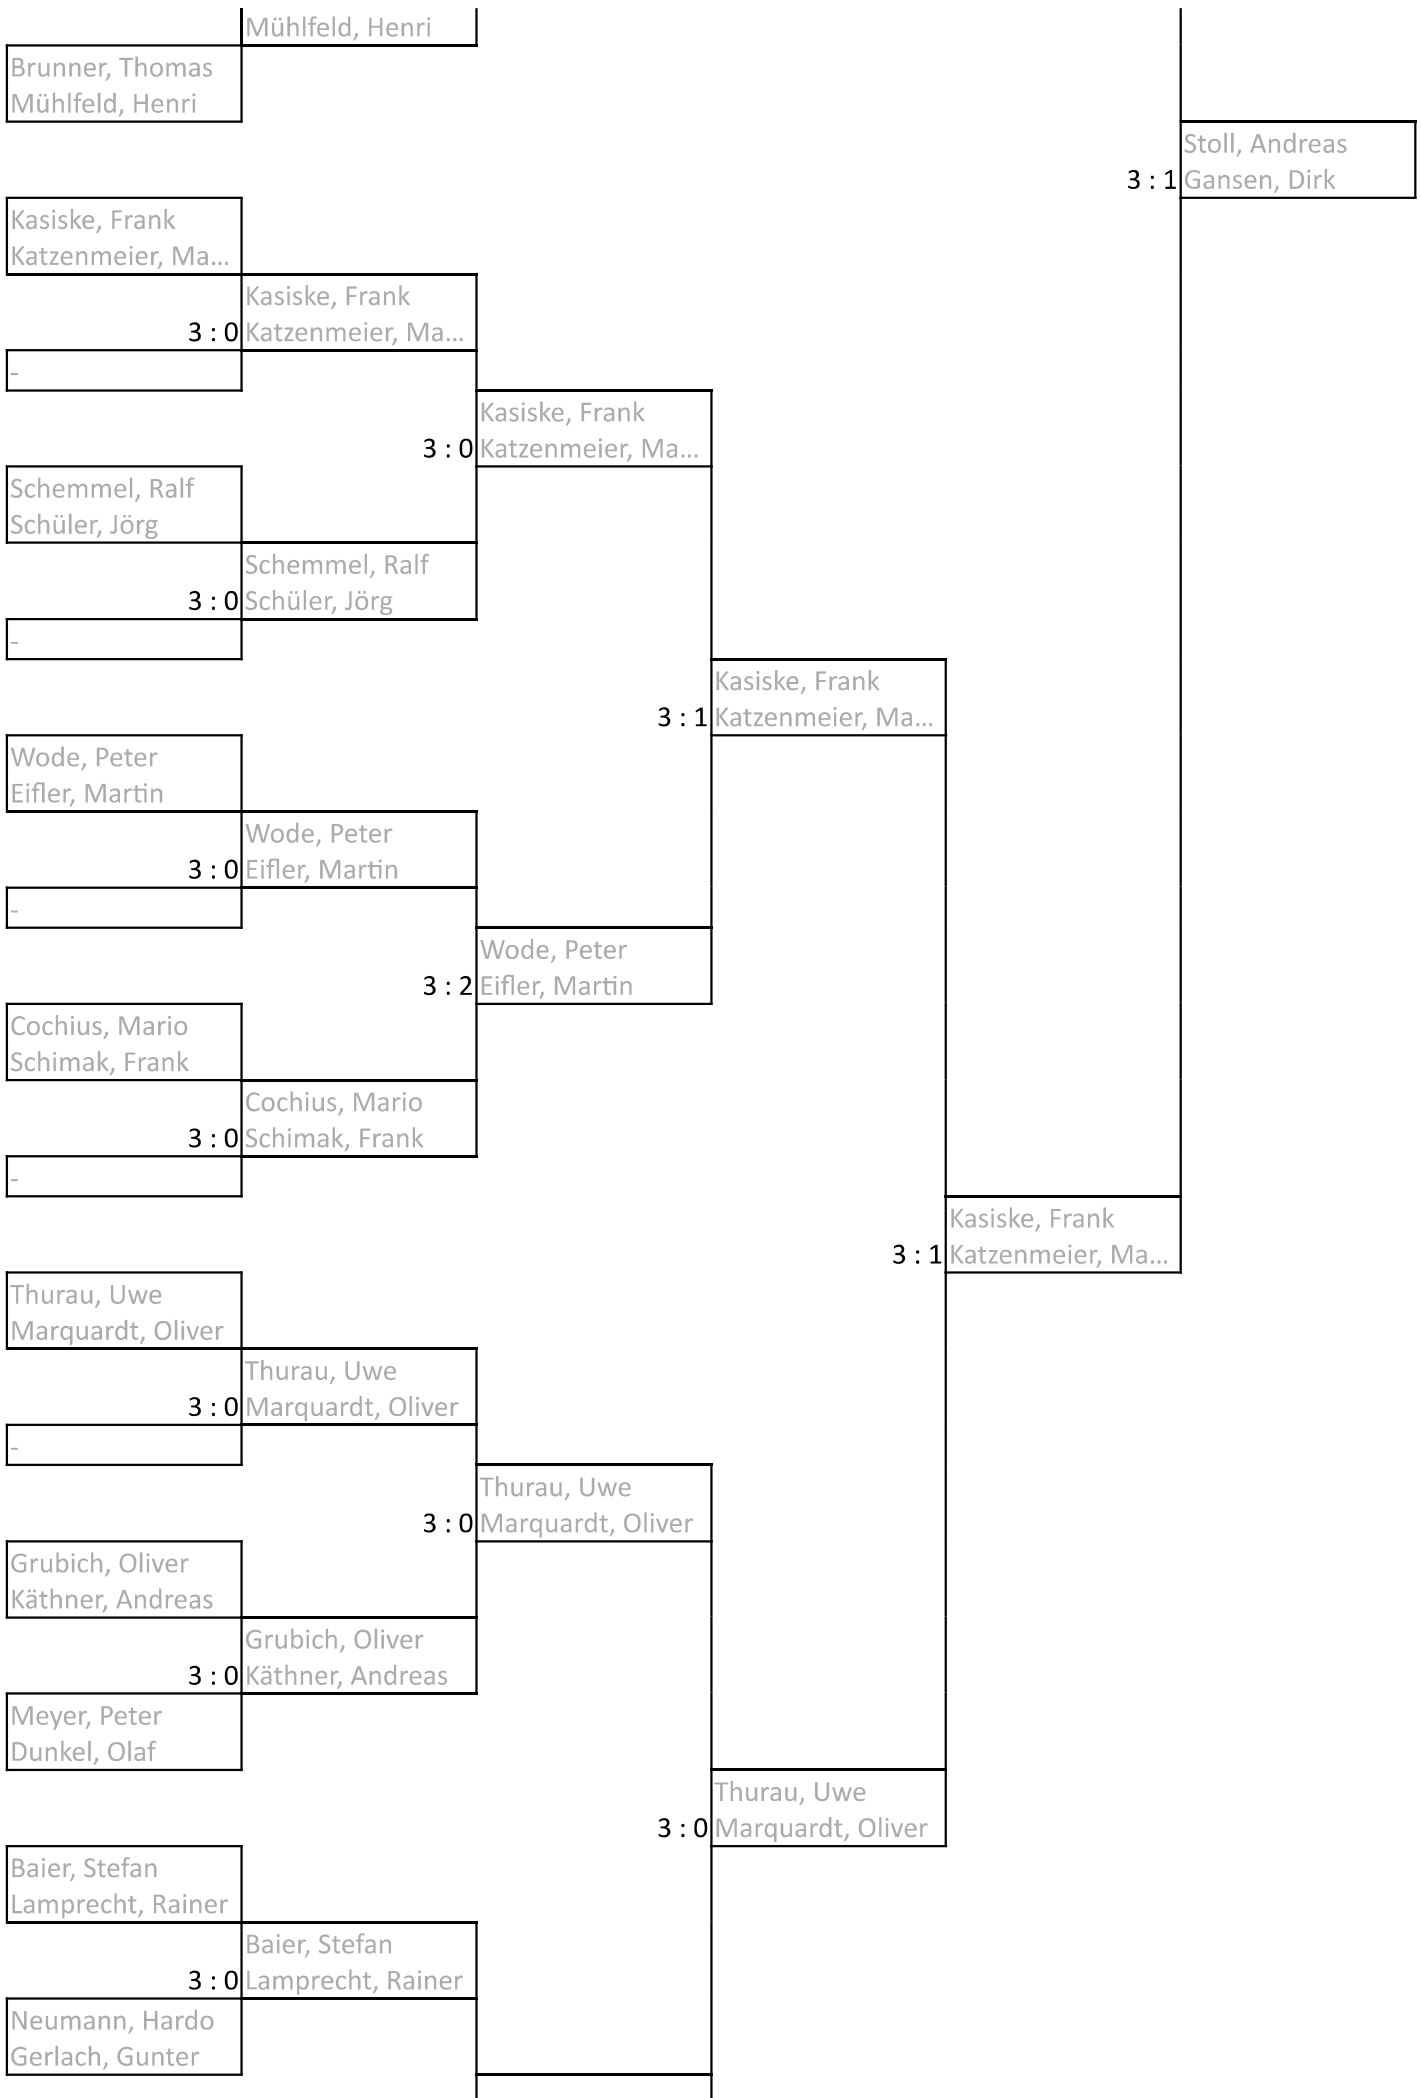 Mühlfeld, Henri
Brunner, Thomas
Mühlfeld, Henri
Stoll, Andreas
3 : 1 Gansen, Dirk
Kasiske, Frank
Katzenmeier, Ma...
Kasiske, Frank
3 : 0 Katzenmeier, Ma...
-
Kasiske, Frank
3 : 0 Katzenmeier, Ma...
Schemmel, Ralf
Schüler, Jörg
Schemmel, Ralf
3 : 0 Schüler, Jörg
-
Kasiske, Frank
3 : 1 Katzenmeier, Ma...
Wode, Peter
Eifler, Martin
Wode, Peter
3 : 0 Eifler, Martin
-
Wode, Peter
3 : 2 Eifler, Martin
Cochius, Mario
Schimak, Frank
Cochius, Mario
3 : 0 Schimak, Frank
-
Kasiske, Frank
3 : 1 Katzenmeier, Ma...
Thurau, Uwe
Marquardt, Oliver
Thurau, Uwe
3 : 0 Marquardt, Oliver
-
Thurau, Uwe
3 : 0 Marquardt, Oliver
Grubich, Oliver
Käthner, Andreas
Grubich, Oliver
3 : 0 Käthner, Andreas
Meyer, Peter
Dunkel, Olaf
Thurau, Uwe
3 : 0 Marquardt, Oliver
Baier, Stefan
Lamprecht, Rainer
Baier, Stefan
3 : 0 Lamprecht, Rainer
Neumann, Hardo
Gerlach, Gunter